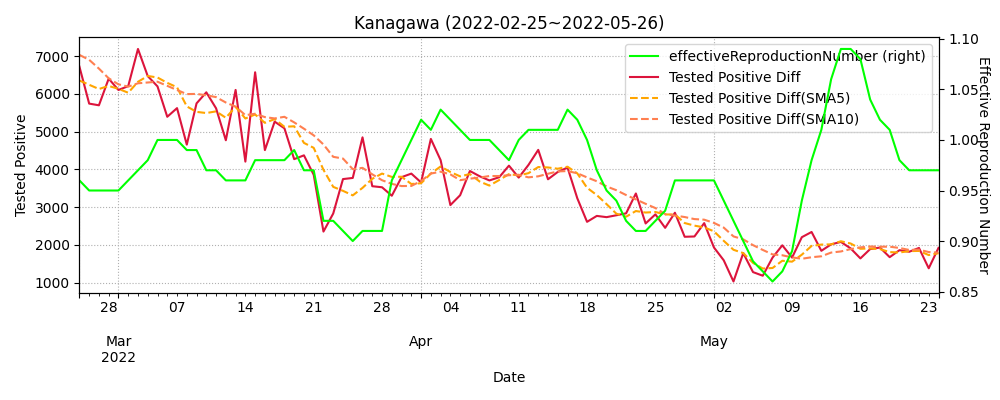 Kanagawa (2022-02-25~2022-05-26)
effectiveReproductionNumber (right)
Tested Positive Diff
Tested Positive Diff(SMA5)
Tested Positive Diff(SMA10)
Tested Positive
7000
6000
5000
4000
3000
2000
1000
1.10
1.05
1.00
0.95
0.90
0.85
Effective Reproduction Number
28 07 14 21 28 04 11 18 25 02 09 16 23
Mar Apr May
2022
Date